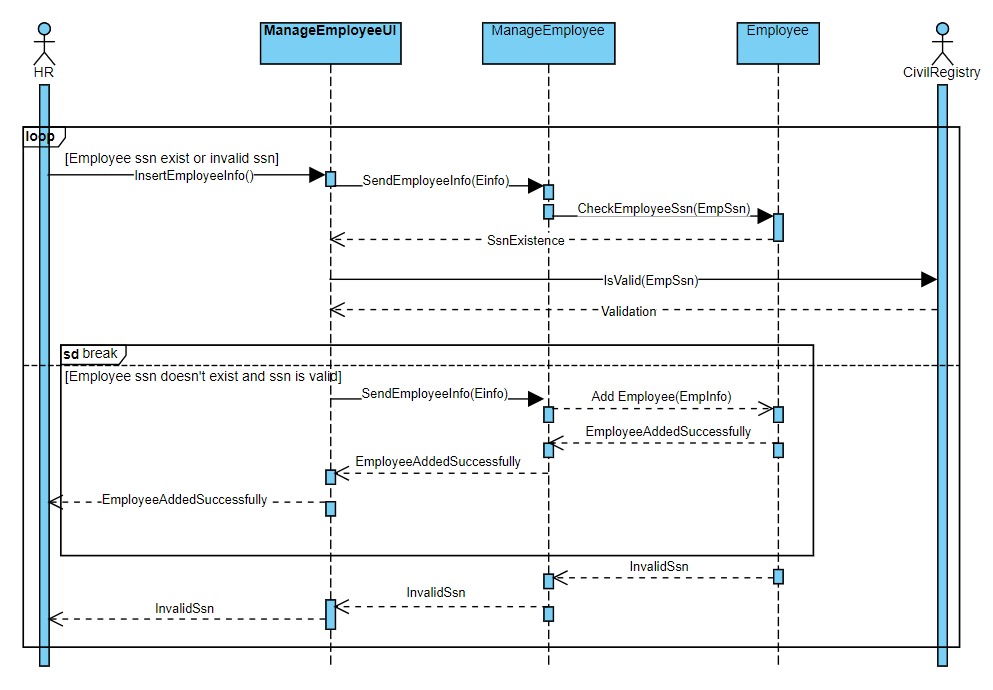 ManageEmployeeUI
ManageEmployee
Employee
HR
CivilRegistry
loop
[Employee ssn exist or invalid ssn]
InsertEmployeeInfo()
SendEmployeeInfo(Einfo)
CheckEmployeeSsn(EmpSsn)
SsnExistence
IsValid(EmpSsn)
Validation
sd break
[Employee ssn doesn't exist and ssn is valid]
SendEmployeeInfo(Einfo)
Add Employee(EmpInfo)
EmployeeAddedSuccessfully
EmployeeAddedSuccessfully
EmployeeAddedSuccessfully
InvalidSsn
InvalidSsn
InvalidSsn